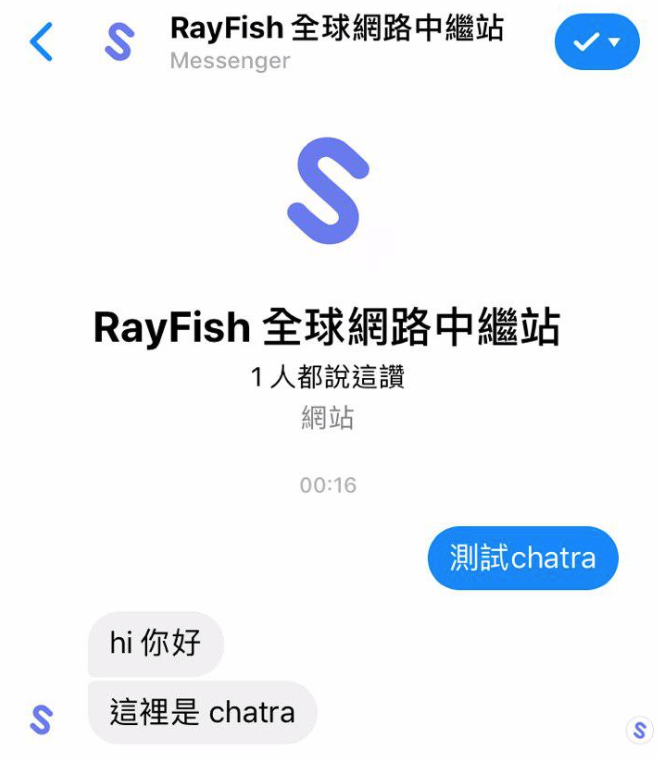 RayFish 全球網路中繼站
Messenger
RayFish 全球網路中繼站
1 人都說這讚
網站
00:16
測試chatra
hi 你好
這裡是 chatra